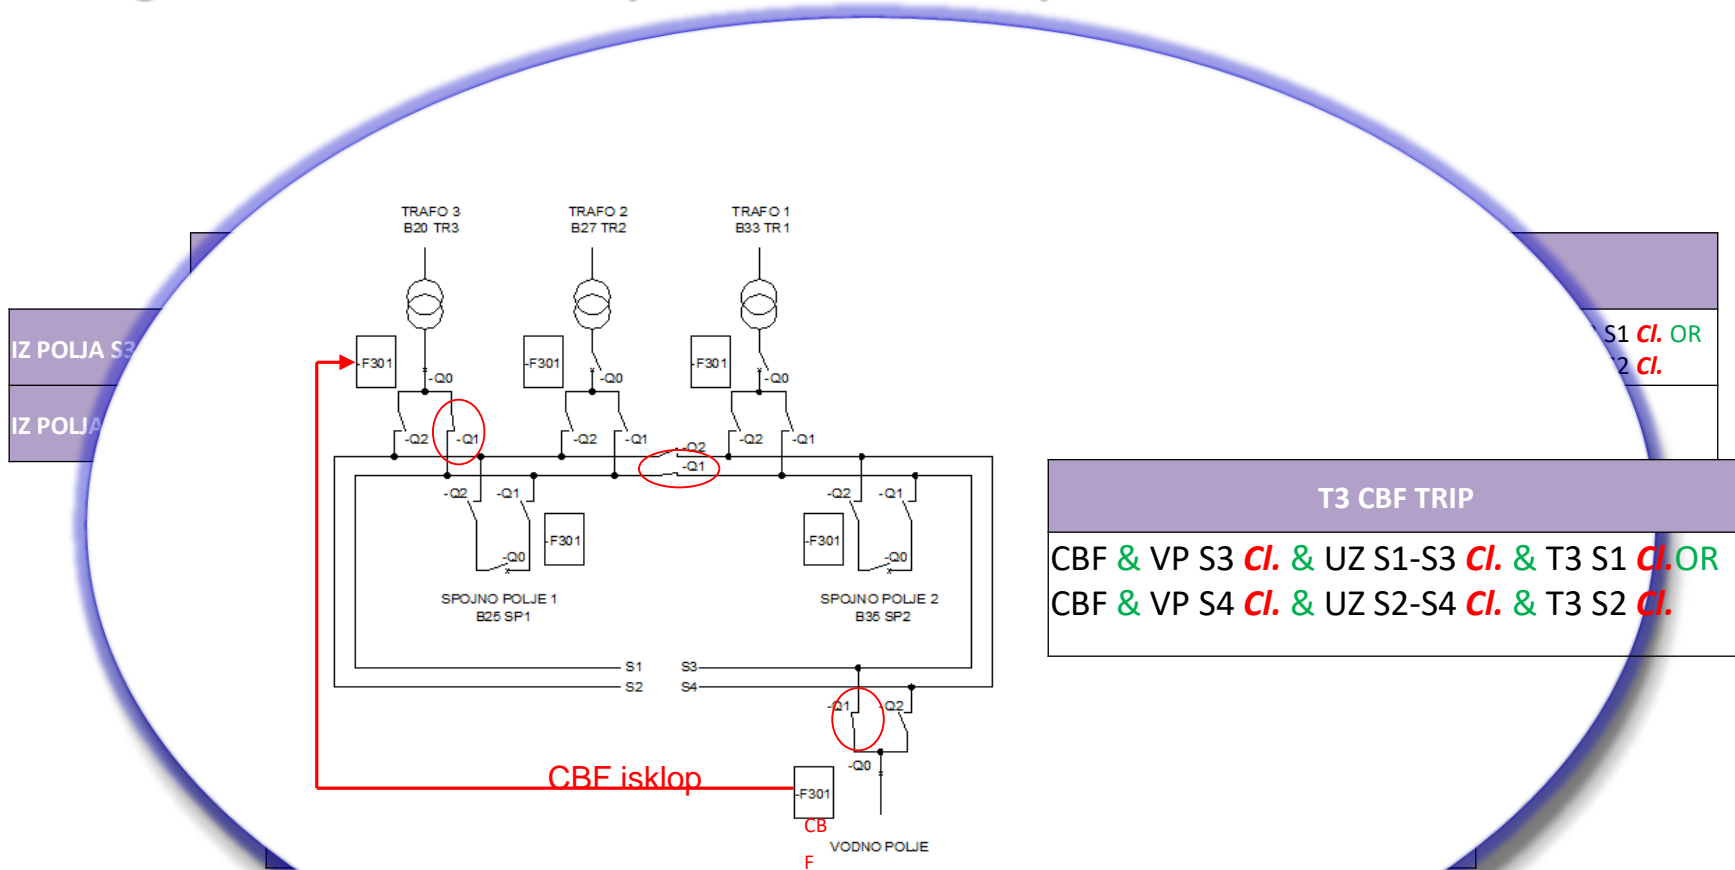 TRAFO 3
B20 TR3
TRAFO 2
B27 TR2
TRAFO 1
B33 TR1
-F301
-Q0
-F301
-Q0
-F301
-Q0
-Q2
-Q1
-Q2
-Q1
-Q2
-Q1
-Q2
-Q1
-Q2
-Q1
-F301
-Q0
-Q2
-Q1
-F301
-Q0
SPOJNO POLJE 1
B25 SP1
SPOJNO POLJE 2
B35 SP2
S1
S3
S2
S4
-Q1
-Q2
-Q0
CBF isklop
-F301
CB
F
VODNO POLJE
IZ POLJA S3
IZ POLJA
S1 Cl. OR
Cl.
T3 CBF TRIP
CBF & VP S3 Cl. & UZ S1-S3 Cl. & T3 S1 Cl.OR
CBF & VP S4 Cl. & UZ S2-S4 Cl. & T3 S2 Cl.